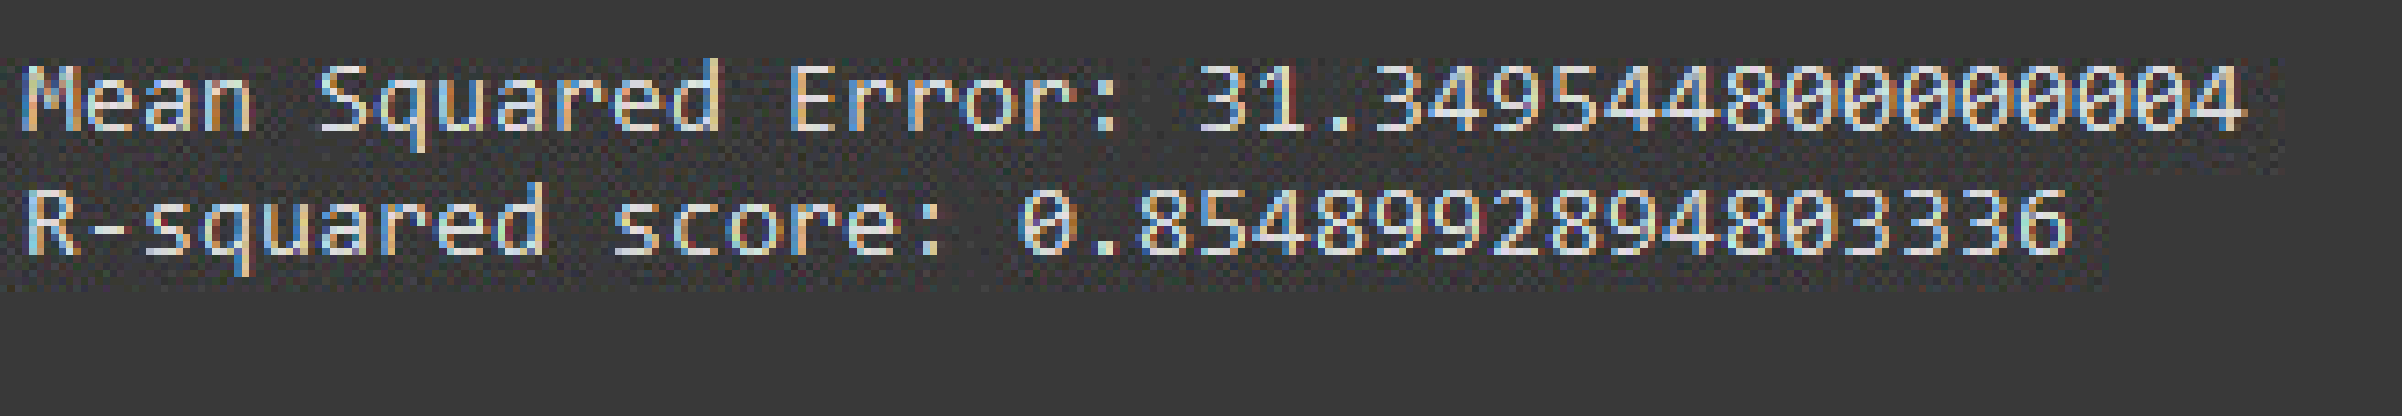 Mean Squared Error: 31.349544800000004
R-squared score: 0.8548992894803336